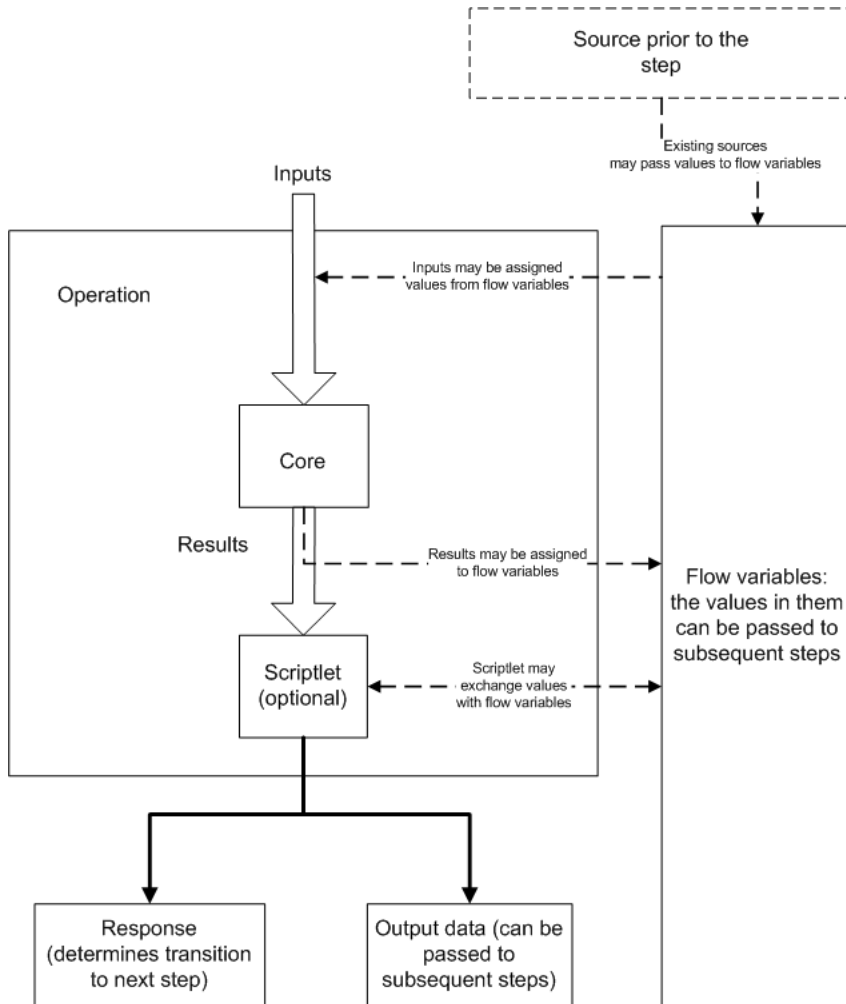 Source prior to the
step
Existing sources
may pass values to flow variables
Inputs
Inputs may be assigned
values from flow variables
Operation
Core
Results
Results may be assigned
to flow variables
Flow variables:
the values in them
can be passed to
subsequent steps
Scriptlet
(optional)
Scriptlet may
exchange values
with flow variables
Response
(determines transition
to next step)
Output data (can be
passed to
subsequent steps)